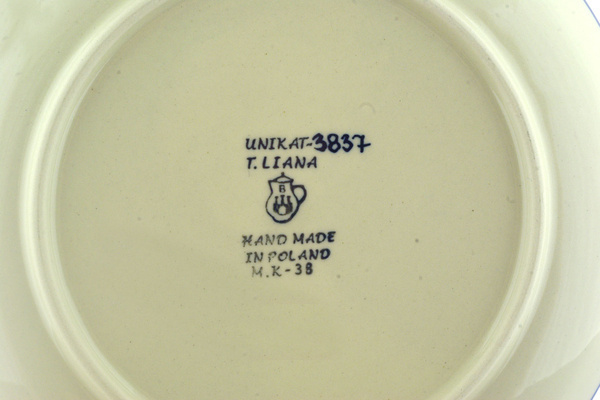 UNIKAT-3837
T. LIANA
B
HAND MADE
IN POLAND
M.K-38